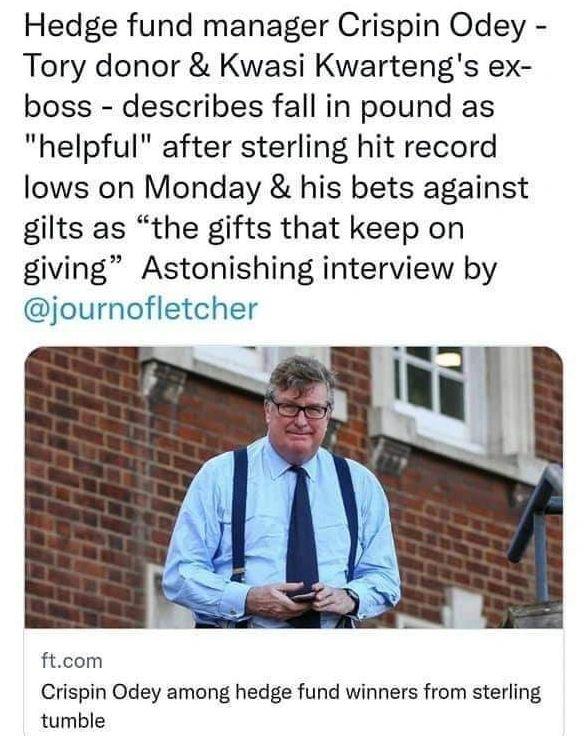 Hedge fund manager Crispin Odey -
Tory donor & Kwasi Kwarteng's ex-
boss - describes fall in pound as
"helpful" after sterling hit record
lows on Monday & his bets against
gilts as “the gifts that keep on
giving”  Astonishing interview by
@journofletcher
ft.com
Crispin Odey among hedge fund winners from sterling
tumble